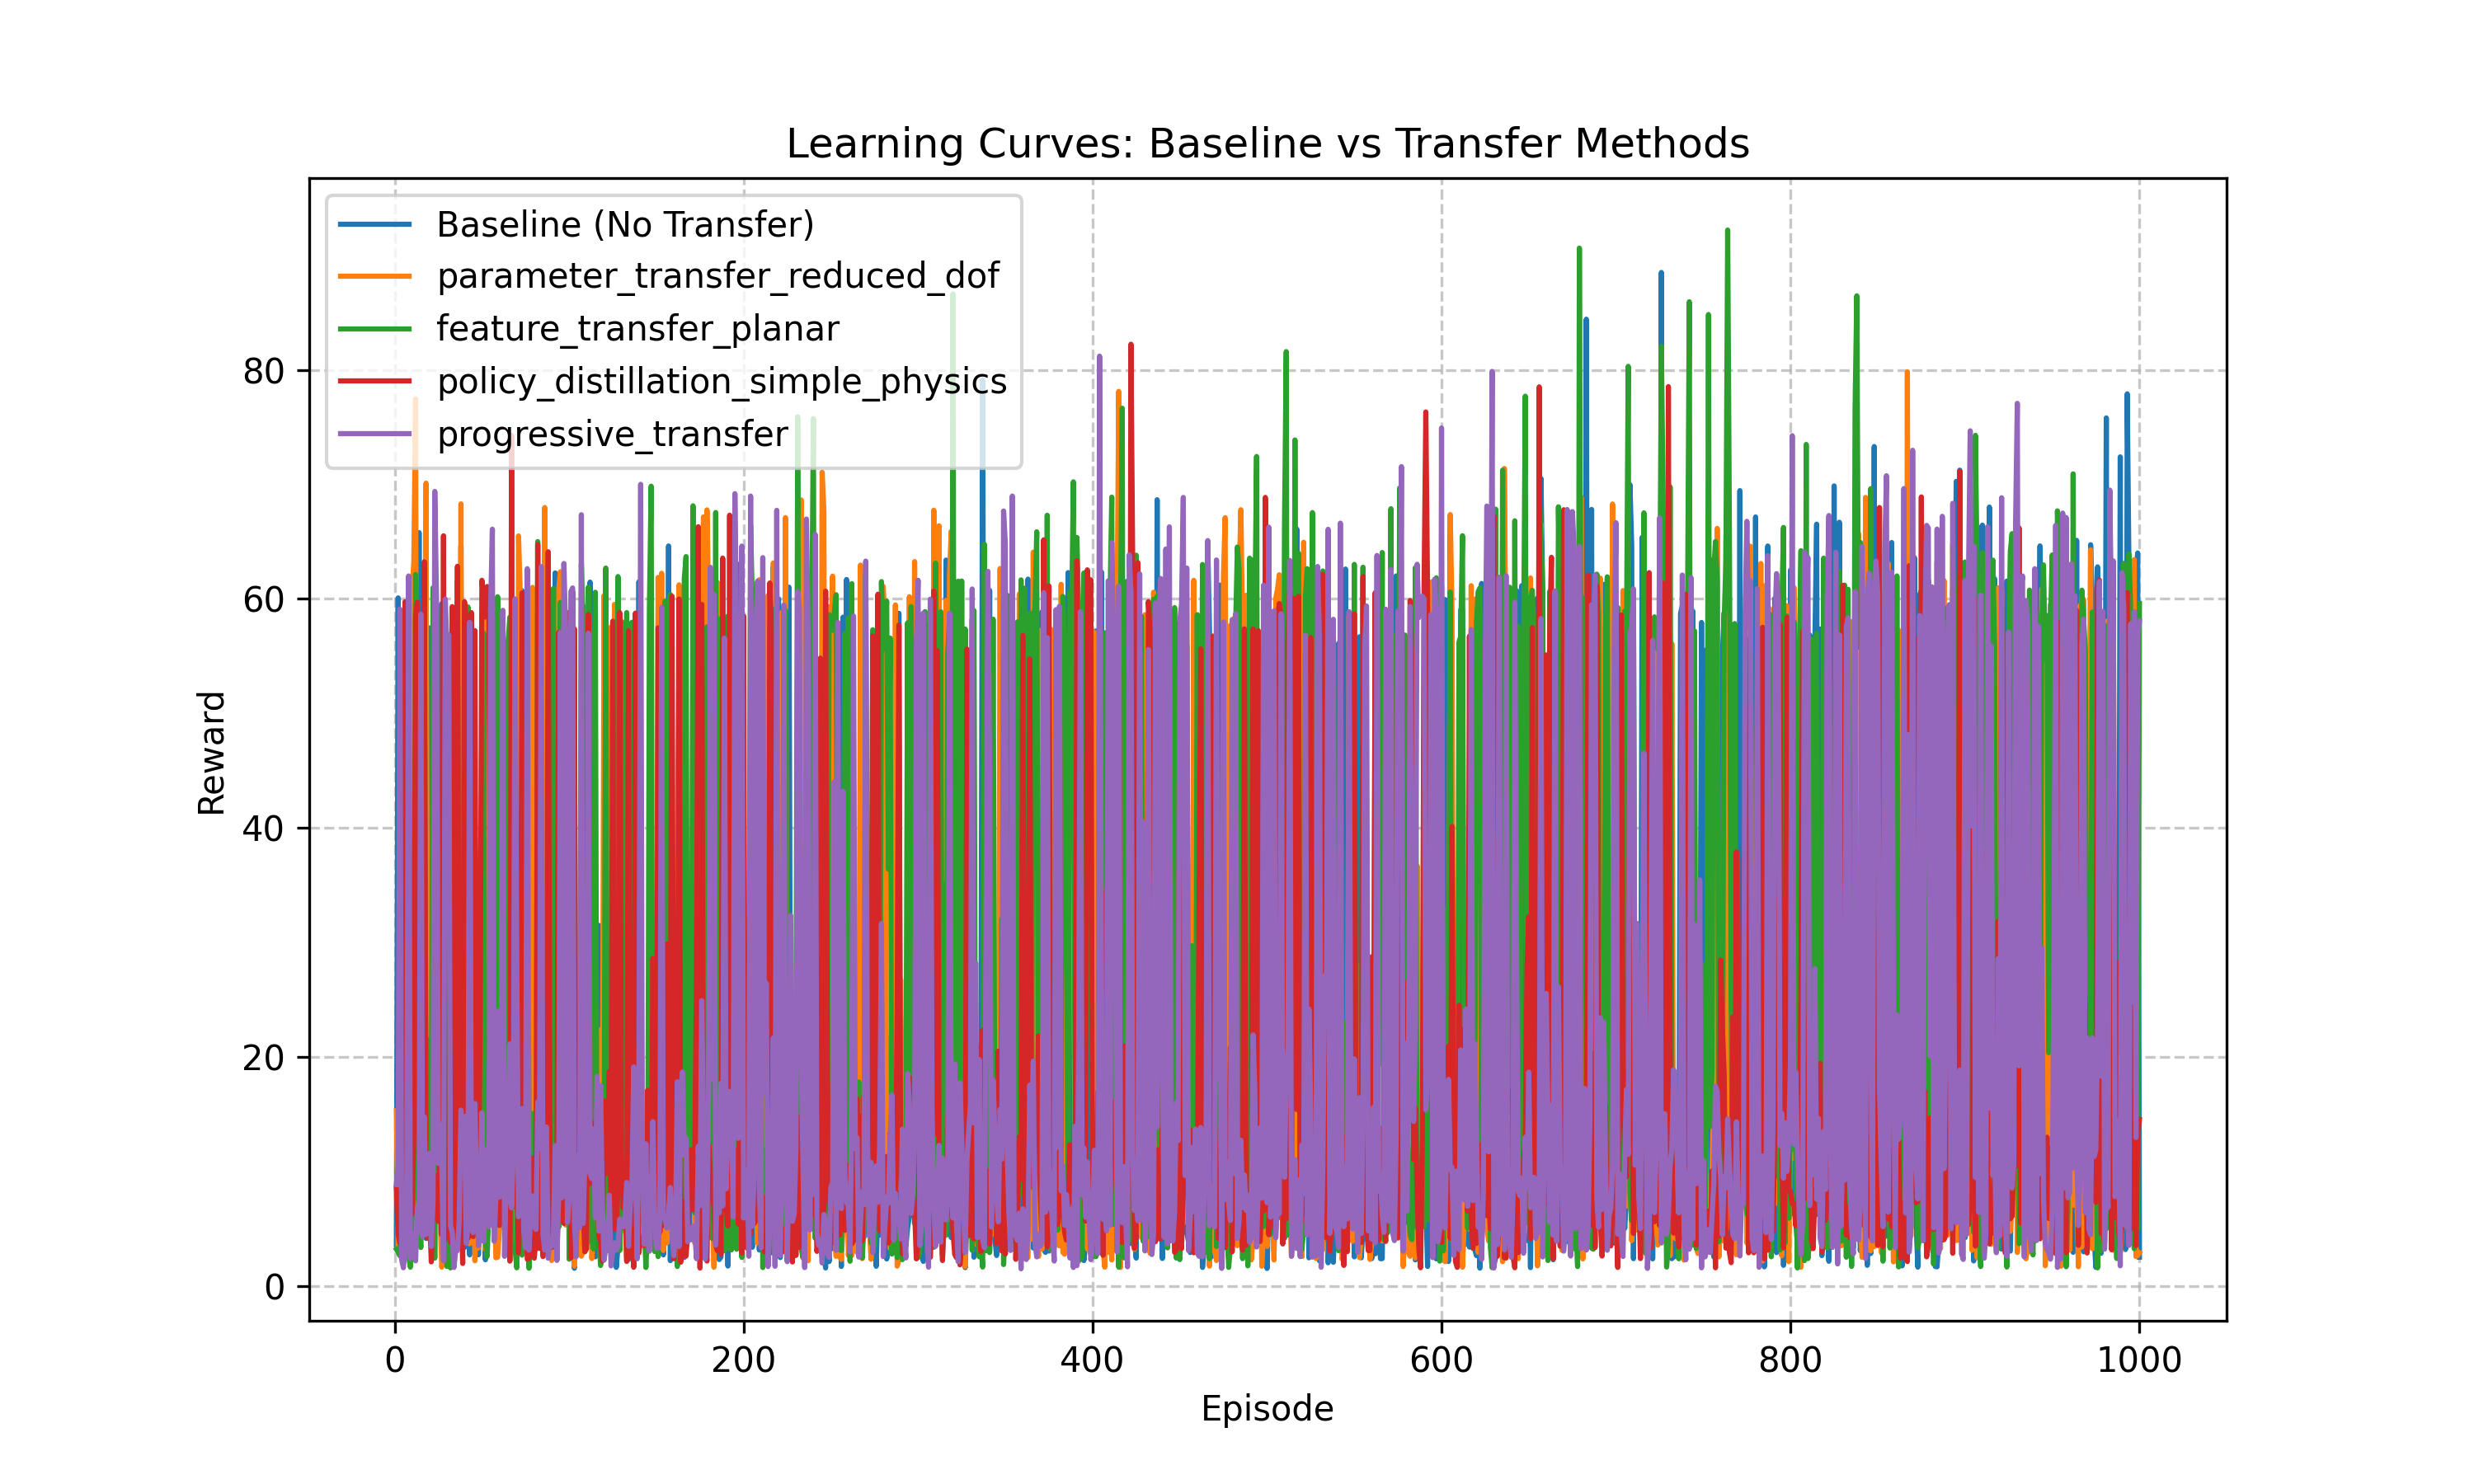 Learning Curves: Baseline vs Transfer Methods
Baseline (No Transfer)
parameter_transfer_reduced_dof
feature_transfer_planar
policy_distillation_simple_physics
progressive_transfer
Reward
80
60
40
20
0
0 200 400 600 800 1000
Episode